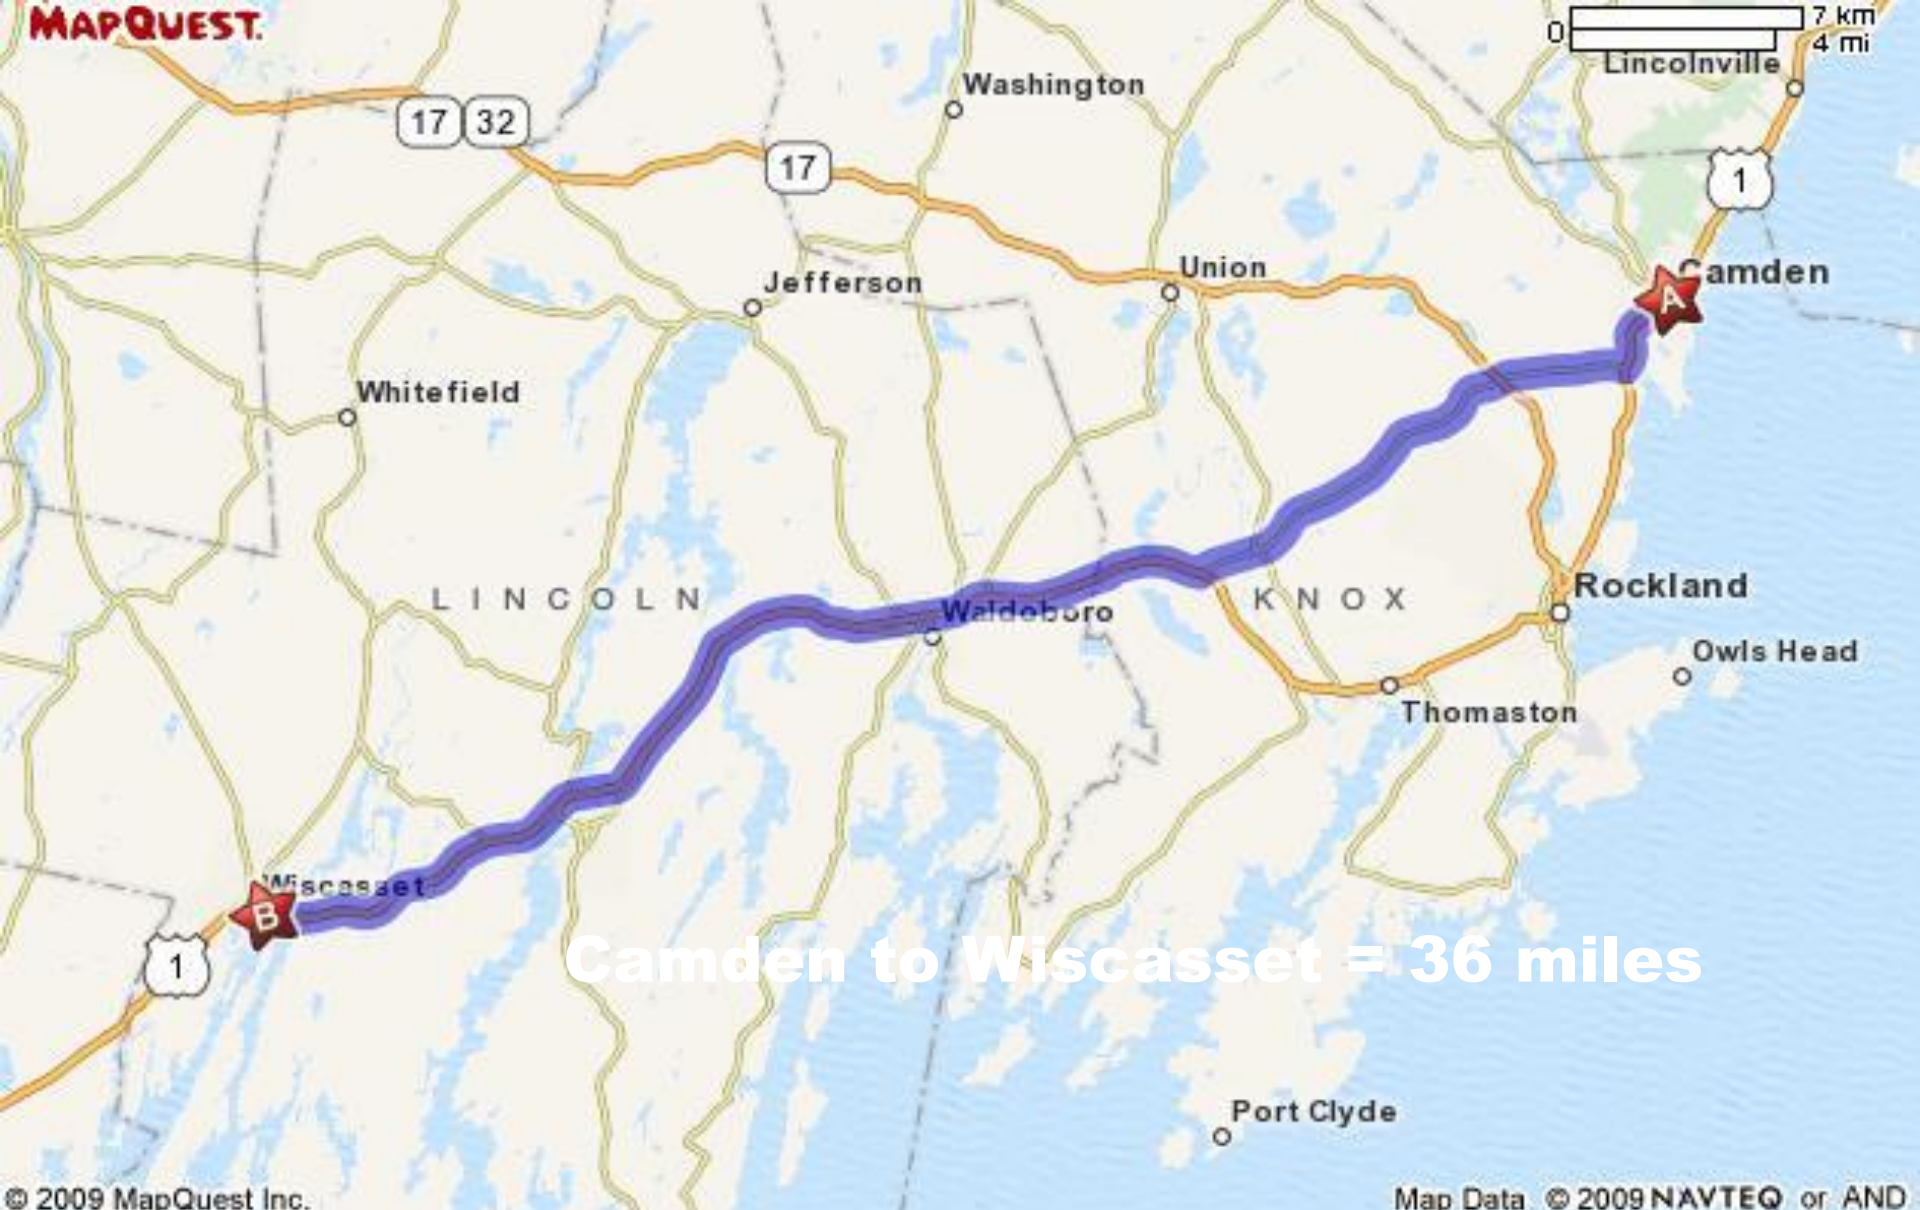 MAPQUEST.
0
7 km
4 mi
Lincolnville
Washington
17 32
17
1
Union
Camden
A
Jefferson
Whitefield
LINCOLN
KNOX
Waldoboro
Rockland
Owls Head
Thomaston
Wiscasset
B
1
Camden to Wiscasset = 36 miles
Port Clyde
© 2009 MapQuest Inc.
Map Data © 2009 NAVTEQ or AND